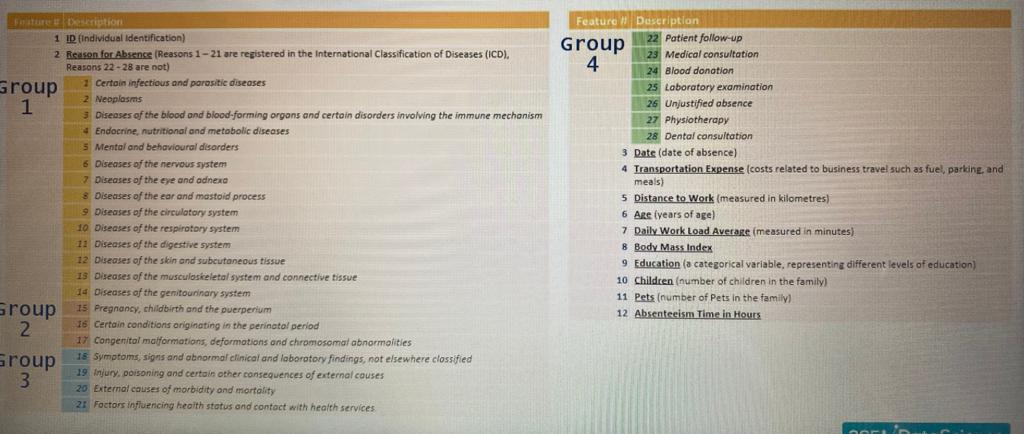 Feature # Description
1 ID (Individual Identification)
2 Reason for Absence (Reasons 1 – 21 are registered in the International Classification of Diseases (ICD),
Reasons 22 - 28 are not)
Group
1
1 Certain infectious and parasitic diseases
2 Neoplasms
3 Diseases of the blood and blood-forming organs and certain disorders involving the immune mechanism
4 Endocrine, nutritional and metabolic diseases
5 Mental and behavioural disorders
6 Diseases of the nervous system
7 Diseases of the eye and adnexa
8 Diseases of the ear and mastoid process
9 Diseases of the circulatory system
10 Diseases of the respiratory system
11 Diseases of the digestive system
12 Diseases of the skin and subcutaneous tissue
13 Diseases of the musculoskeletal system and connective tissue
14 Diseases of the genitourinary system
Group
2
15 Pregnancy, childbirth and the puerperium
16 Certain conditions originating in the perinatal period
17 Congenital malformations, deformations and chromosomal abnormalities
Group
3
18 Symptoms, signs and abnormal clinical and laboratory findings, not elsewhere classified
19 Injury, poisoning and certain other consequences of external causes
20 External causes of morbidity and mortality
21 Factors influencing health status and contact with health services
Feature # Description
Group
4
22 Patient follow-up
23 Medical consultation
24 Blood donation
25 Laboratory examination
26 Unjustified absence
27 Physiotherapy
28 Dental consultation
3 Date (date of absence)
4 Transportation Expense (costs related to business travel such as fuel, parking, and
meals)
5 Distance to Work (measured in kilometres)
6 Age (years of age)
7 Daily Work Load Average (measured in minutes)
8 Body Mass Index
9 Education (a categorical variable, representing different levels of education)
10 Children (number of children in the family)
11 Pets (number of Pets in the family)
12 Absenteeism Time in Hours